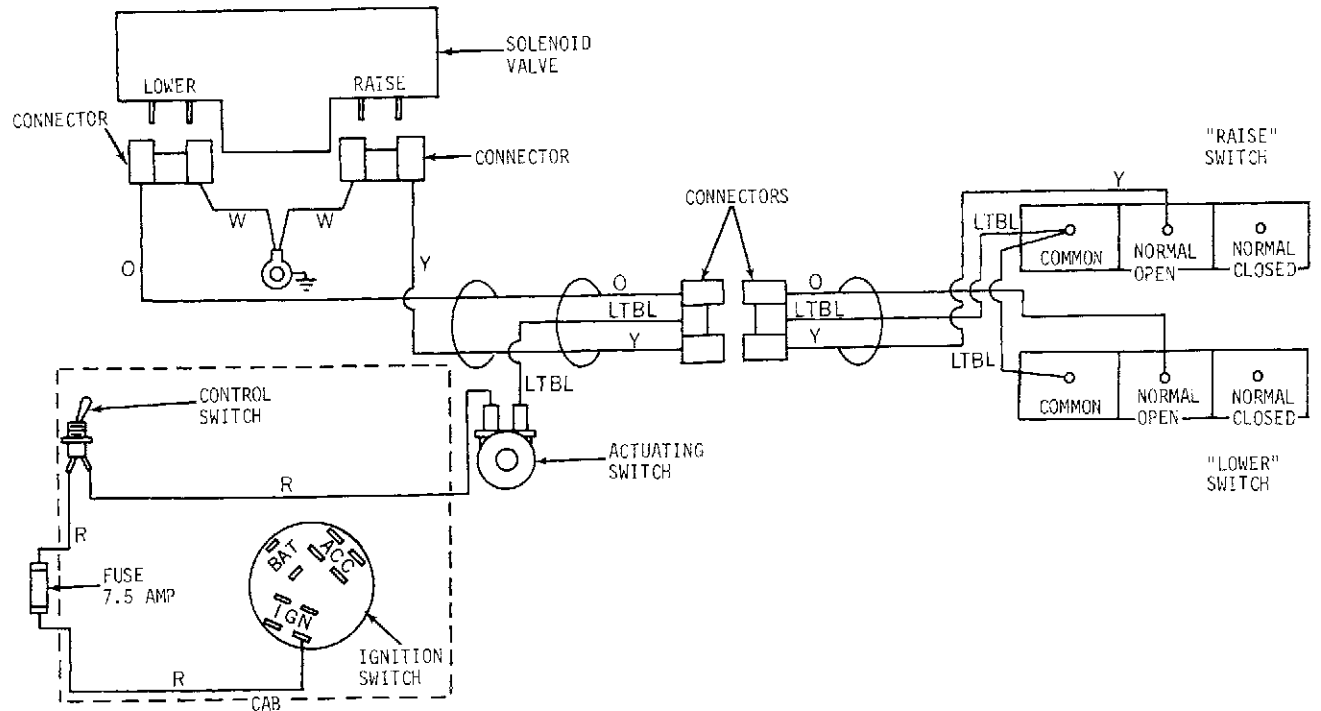 SOLENOID
VALVE
LOWER
RAISE
CONNECTOR
CONNECTOR
"RAISE"
SWITCH
W
W
CONNECTORS
Y
LTBL
COMMON
NORMAL
OPEN
NORMAL
CLOSED
O
Y
O
LTBL
Y
O
LTBL
Y
LTBL
COMMON
NORMAL
OPEN
NORMAL
CLOSED
LTBL
CONTROL
SWITCH
ACTUATING
SWITCH
"LOWER"
SWITCH
R
R
BAT
ACC
IGN
FUSE
7.5 AMP
IGNITION
SWITCH
R
CAB